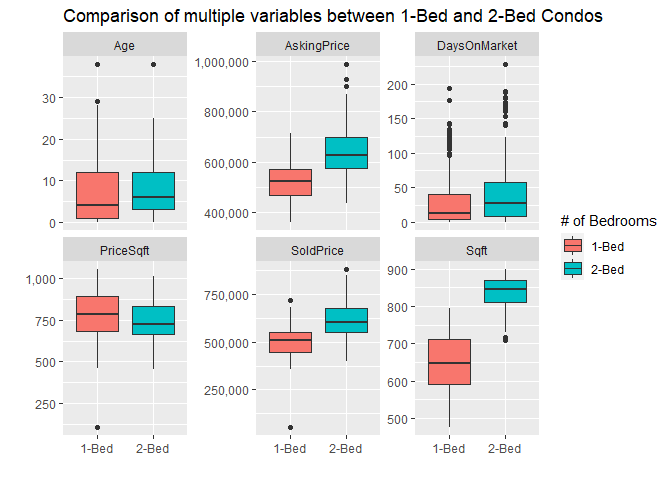 Comparison of multiple variables between 1-Bed and 2-Bed Condos
Age
AskingPrice
DaysOnMarket
30
20
10
0
1,000,000
800,000
600,000
400,000
200
150
100
50
0
PriceSqft
SoldPrice
Sqft
1,000
750
500
250
750,000
500,000
250,000
900
800
700
600
500
1-Bed 2-Bed
1-Bed 2-Bed
1-Bed 2-Bed
# of Bedrooms
1-Bed
2-Bed